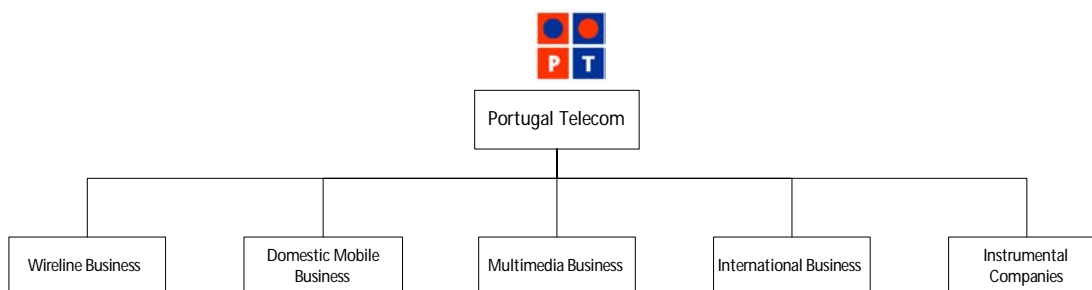 P T
Portugal Telecom
Wireline Business
Domestic Mobile
Business
Multimedia Business
International Business
Instrumental
Companies